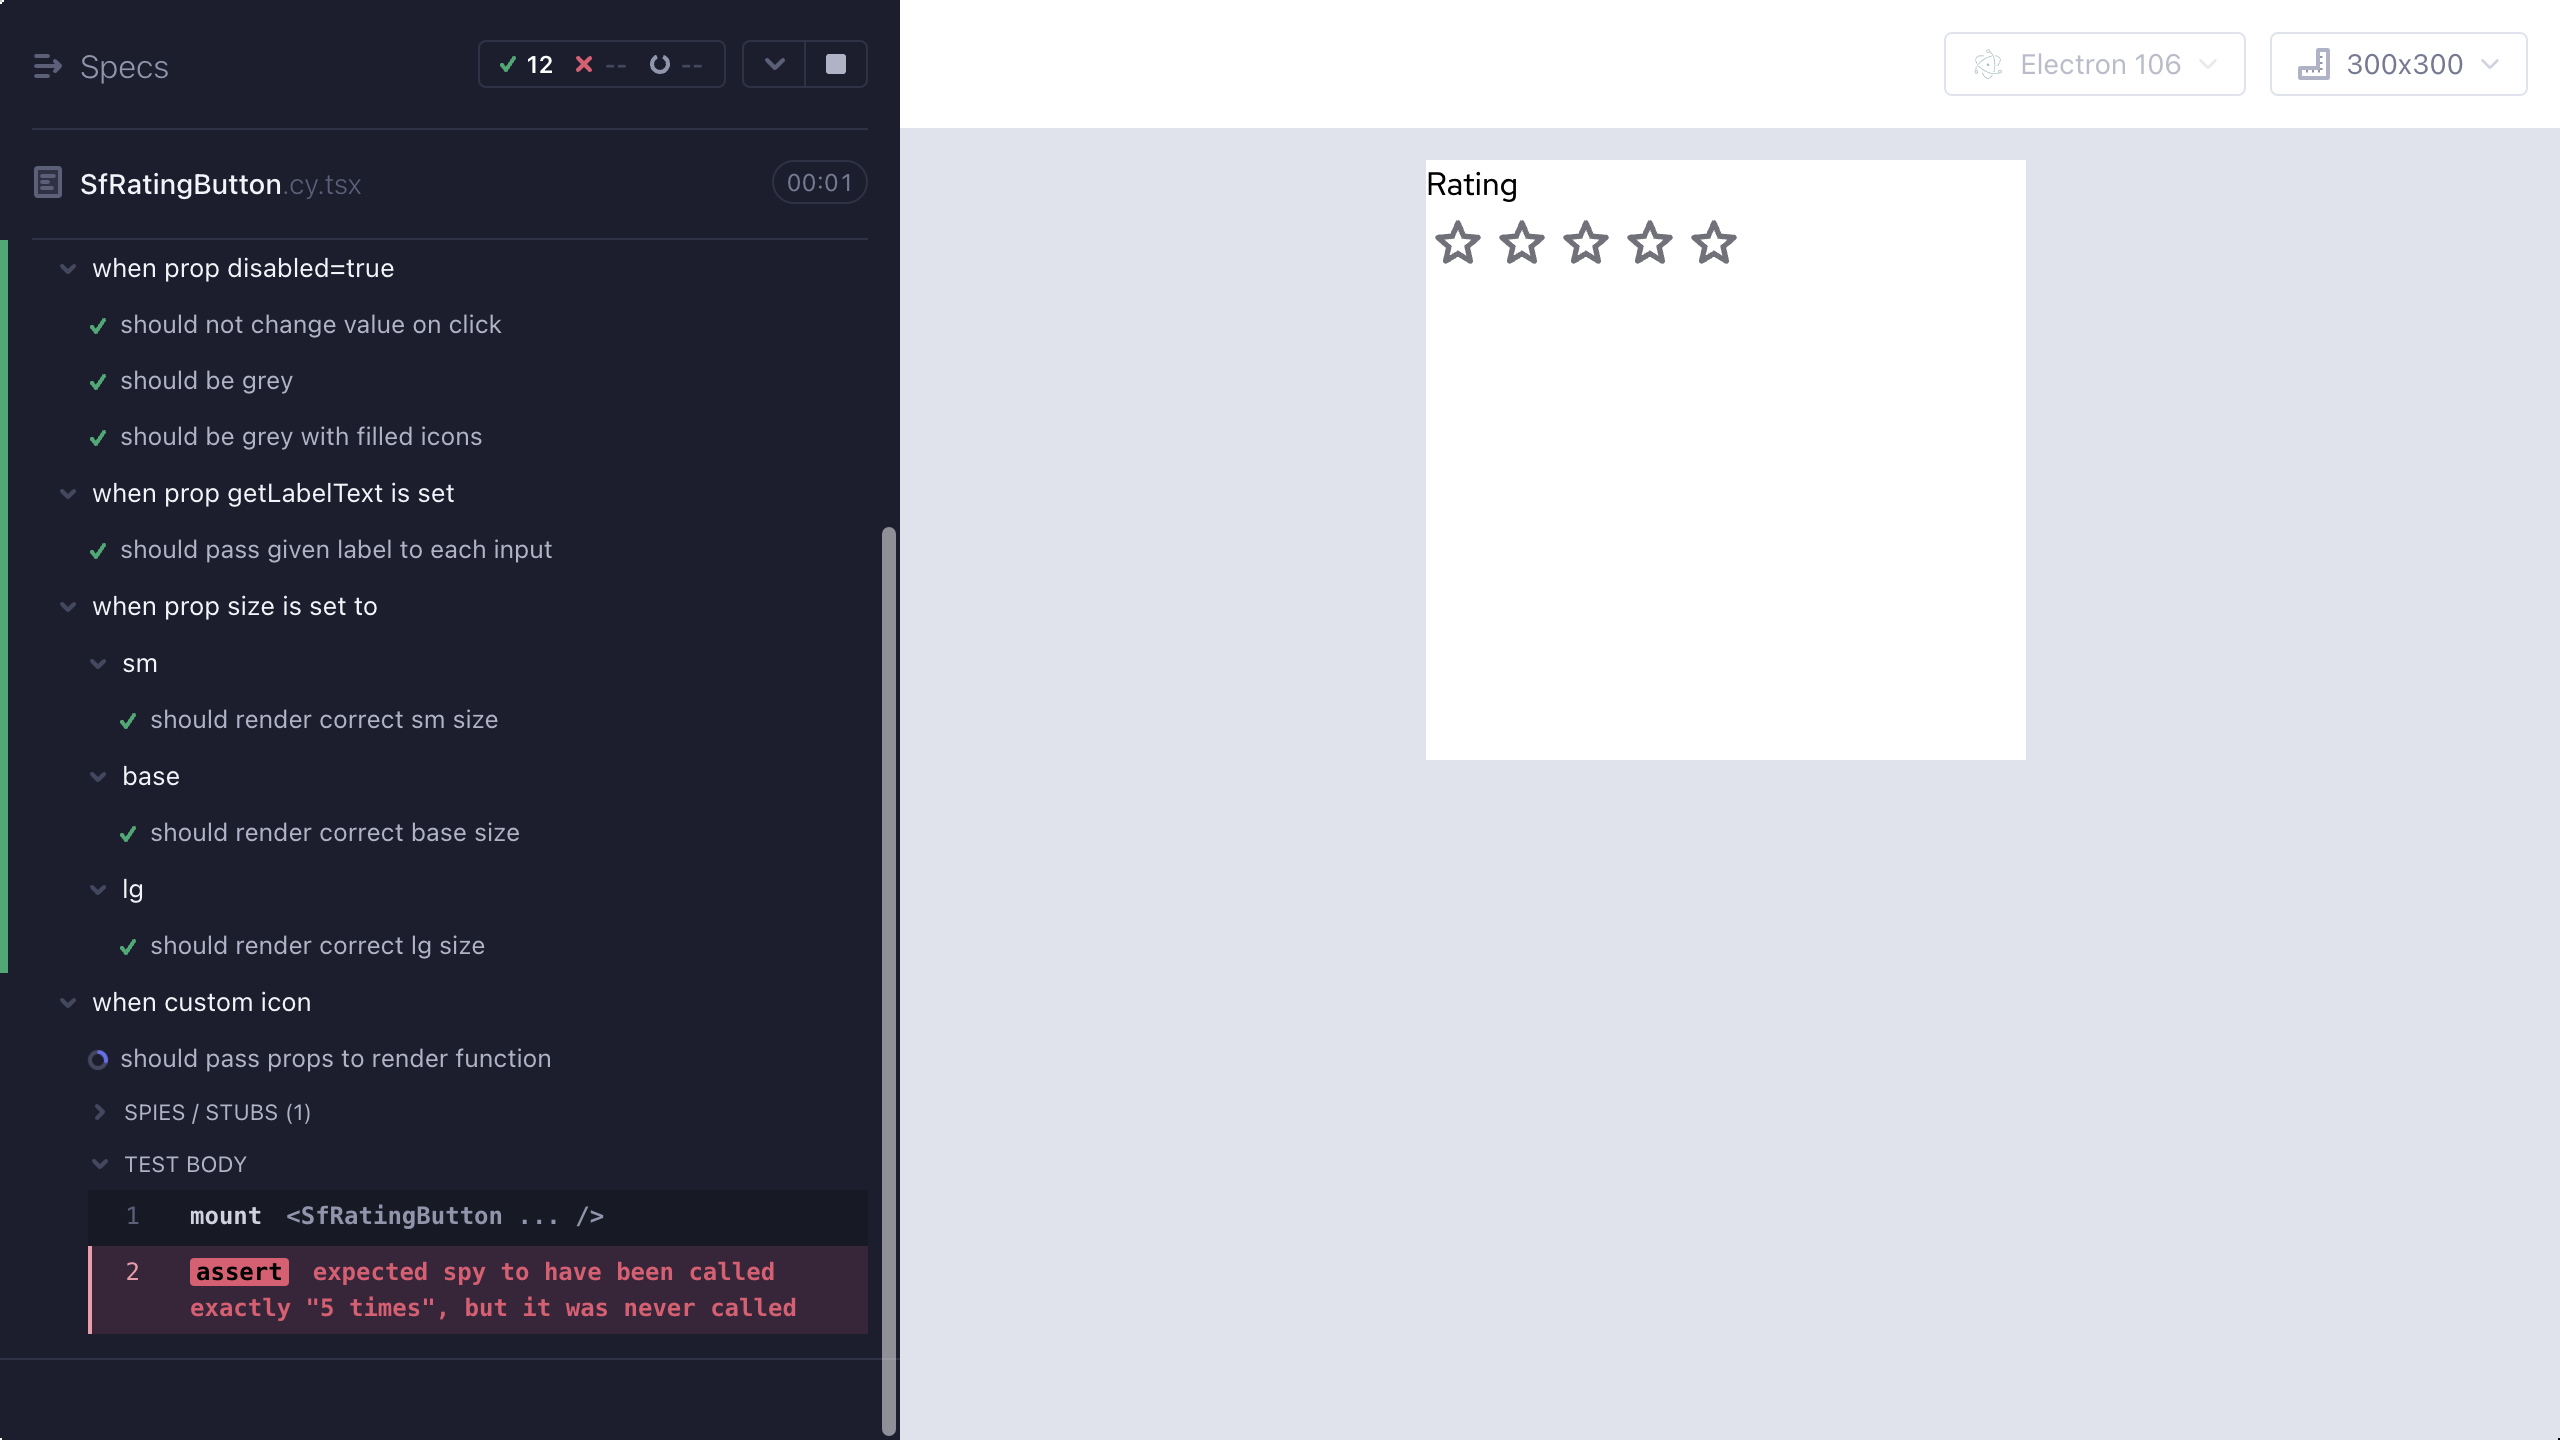 Specs
12 -- --
SfRatingButton.cy.tsx
00:01
when prop disabled=true
should not change value on click
should be grey
should be grey with filled icons
when prop getLabelText is set
should pass given label to each input
when prop size is set to
sm
should render correct sm size
base
should render correct base size
lg
should render correct lg size
when custom icon
should pass props to render function
SPIES / STUBS (1)
TEST BODY
1 mount <SfRatingButton ... />
2 assert expected spy to have been called
exactly "5 times", but it was never called
Electron 106
300x300
Rating